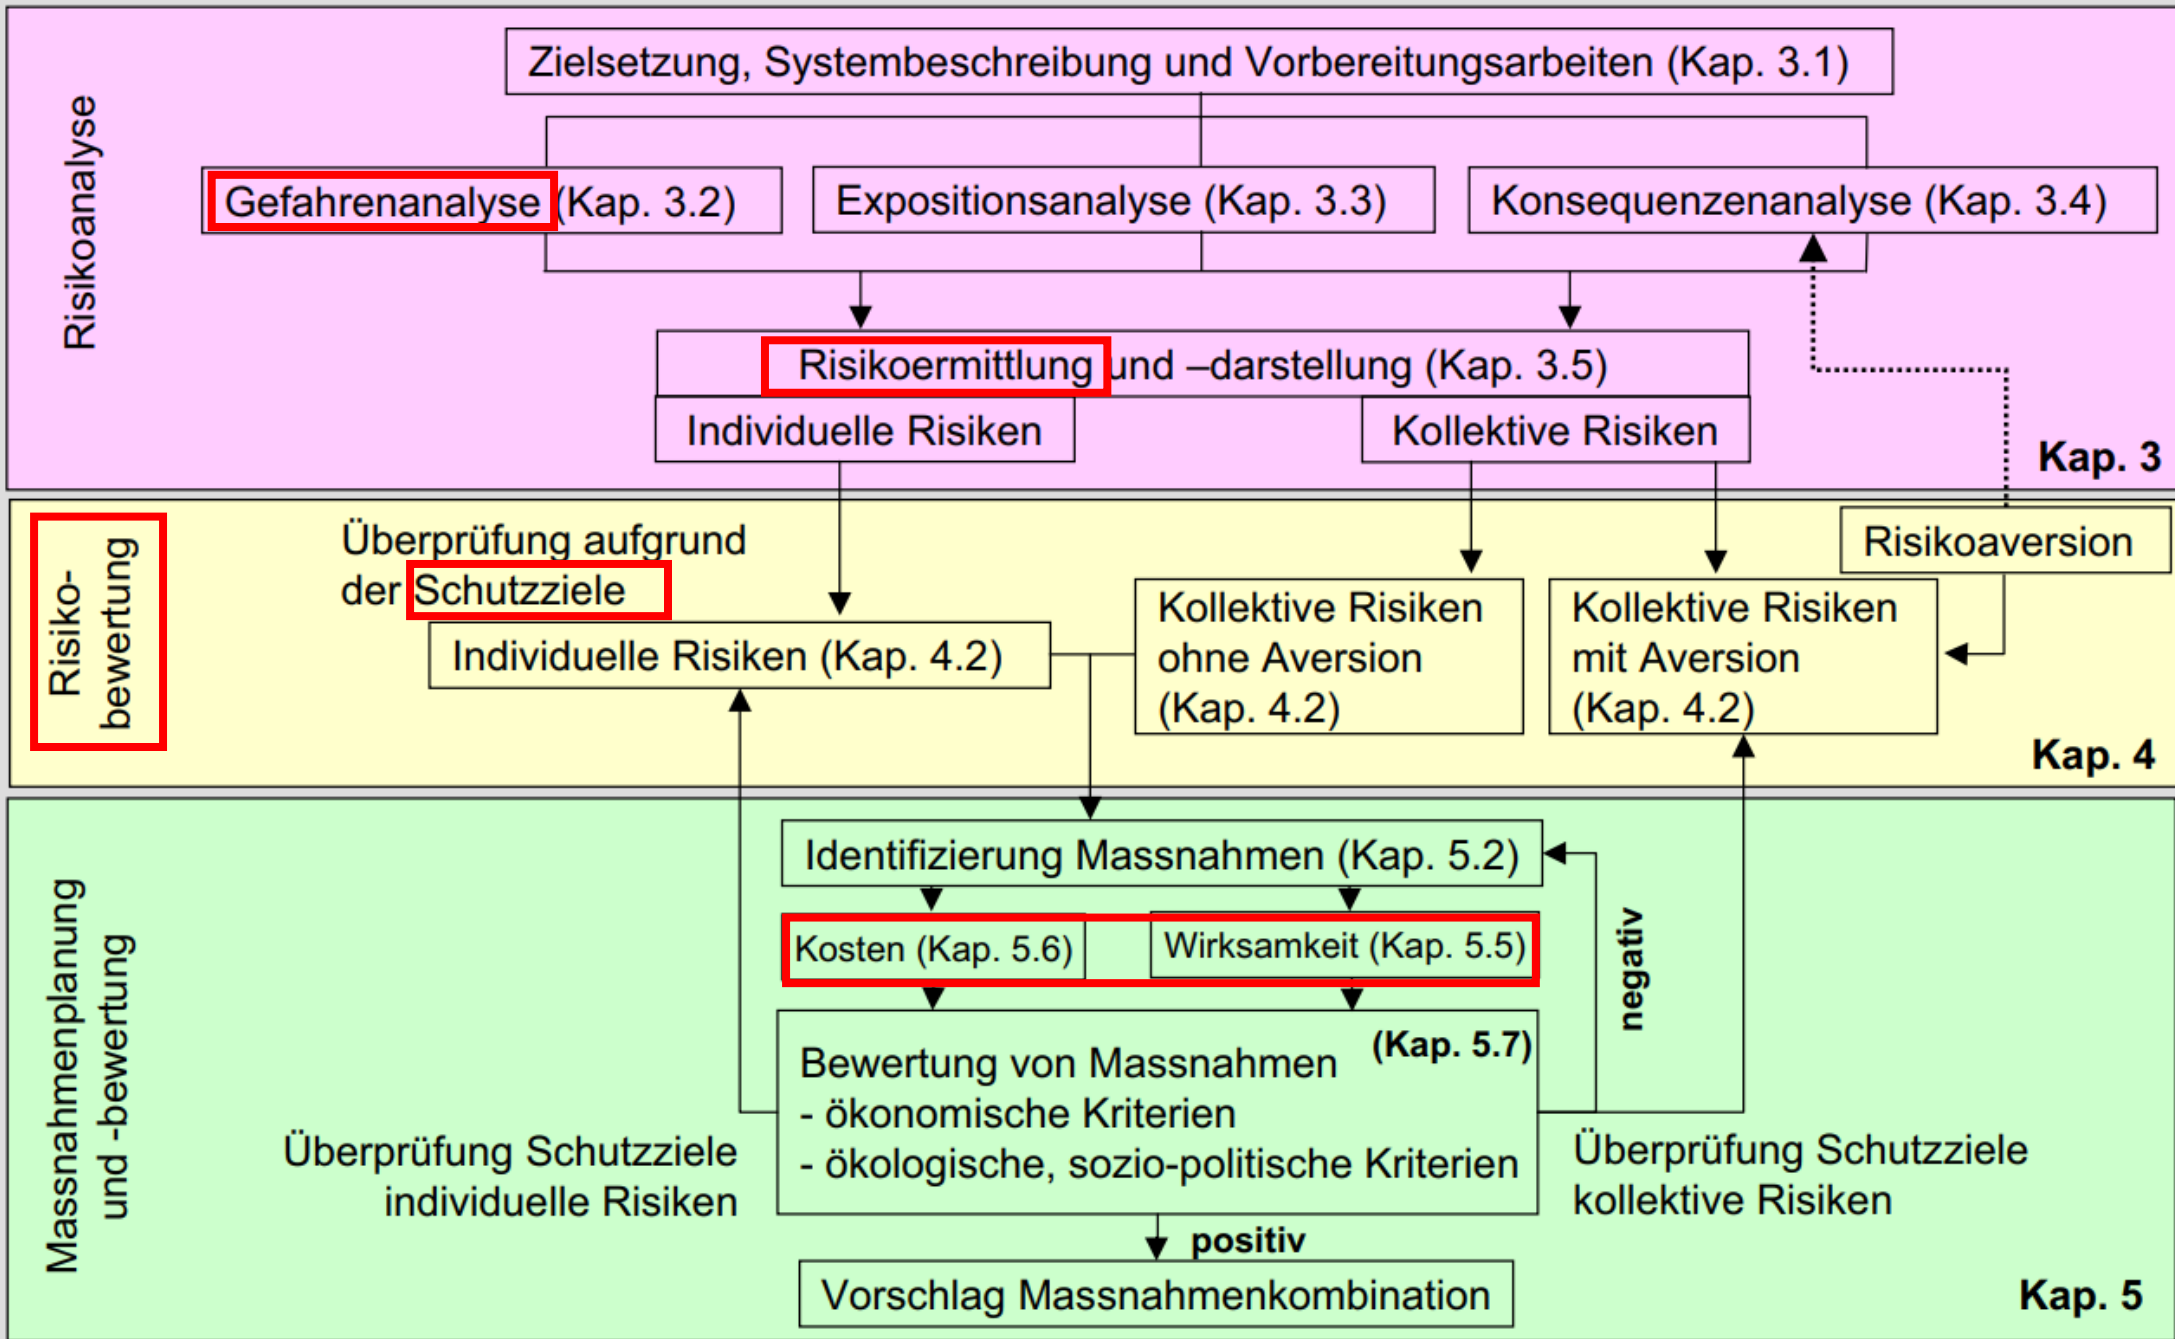 Zielsetzung, Systembeschreibung und Vorbereitungsarbeiten (Kap. 3.1)
Risikoanalyse
Gefahrenanalyse (Kap. 3.2)
Expositionsanalyse (Kap. 3.3)
Konsequenzenanalyse (Kap. 3.4)
Risikoermittlung und –darstellung (Kap. 3.5)
Individuelle Risiken
Kollektive Risiken
Kap. 3
Risiko-
bewertung
Überprüfung aufgrund
der Schutzziele
Risikoaversion
Individuelle Risiken (Kap. 4.2)
Kollektive Risiken
ohne Aversion
(Kap. 4.2)
Kollektive Risiken
mit Aversion
(Kap. 4.2)
Kap. 4
Massnahmenplanung
und -bewertung
Identifizierung Massnahmen (Kap. 5.2)
Kosten (Kap. 5.6)
Wirksamkeit (Kap. 5.5)
negativ
(Kap. 5.7)
Bewertung von Massnahmen
- ökonomische Kriterien
- ökologische, sozio-politische Kriterien
Überprüfung Schutzziele
individuelle Risiken
Überprüfung Schutzziele
kollektive Risiken
positiv
Vorschlag Massnahmenkombination
Kap. 5